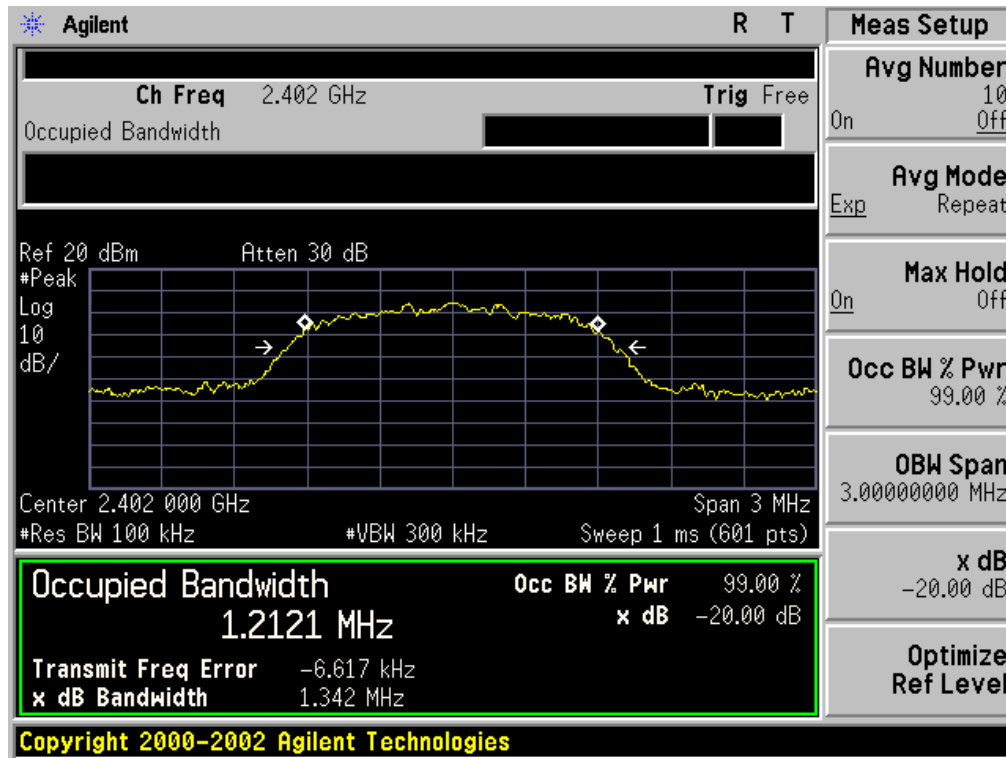 Agilent R T Meas Setup
Ch Freq 2.402 GHz Trig Free
Occupied Bandwidth
Avg Number
10
On Off
Avg Mode
Exp Repeat
Ref 20 dBm Atten 30 dB
#Peak
Log
10
dB/
Max Hold
On Off
Occ BW % Pwr
99.00 %
OBW Span
3.00000000 MHz
Center 2.402 000 GHz Span 3 MHz
#Res BW 100 kHz #VBW 300 kHz Sweep 1 ms (601 pts)
x dB
-20.00 dB
Occupied Bandwidth Occ BW % Pwr 99.00 %
1.2121 MHz x dB -20.00 dB
Transmit Freq Error -6.617 kHz
x dB Bandwidth 1.342 MHz
Optimize
Ref Level
Copyright 2000-2002 Agilent Technologies